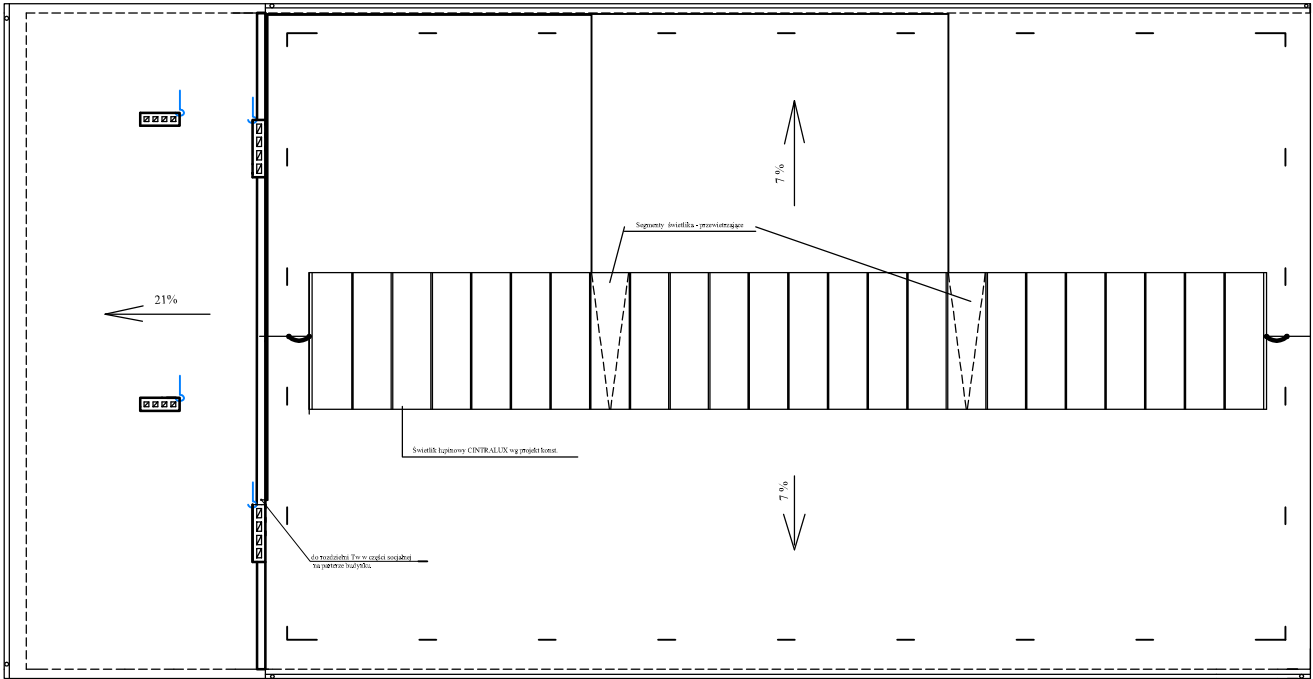 7 %
Segmenty świetlika - przewietrzające
21%
Świetlik łupinowy CINTRALUX wg projekt konst.
7 %
do rozdzielni Tw w części socjalnej
na parterze budynku.